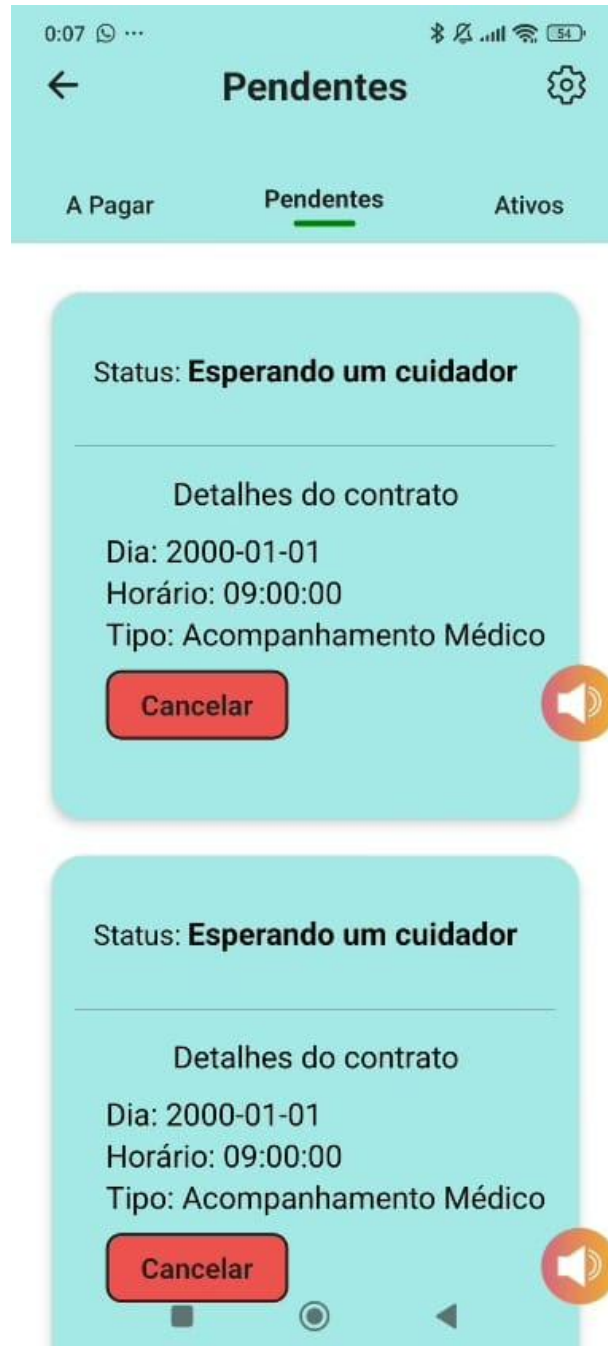 0:07
54
Pendentes
A Pagar
Pendentes
Ativos
Status: Esperando um cuidador
Detalhes do contrato
Dia: 2000-01-01
Horário: 09:00:00
Tipo: Acompanhamento Médico
Cancelar
Status: Esperando um cuidador
Detalhes do contrato
Dia: 2000-01-01
Horário: 09:00:00
Tipo: Acompanhamento Médico
Cancelar